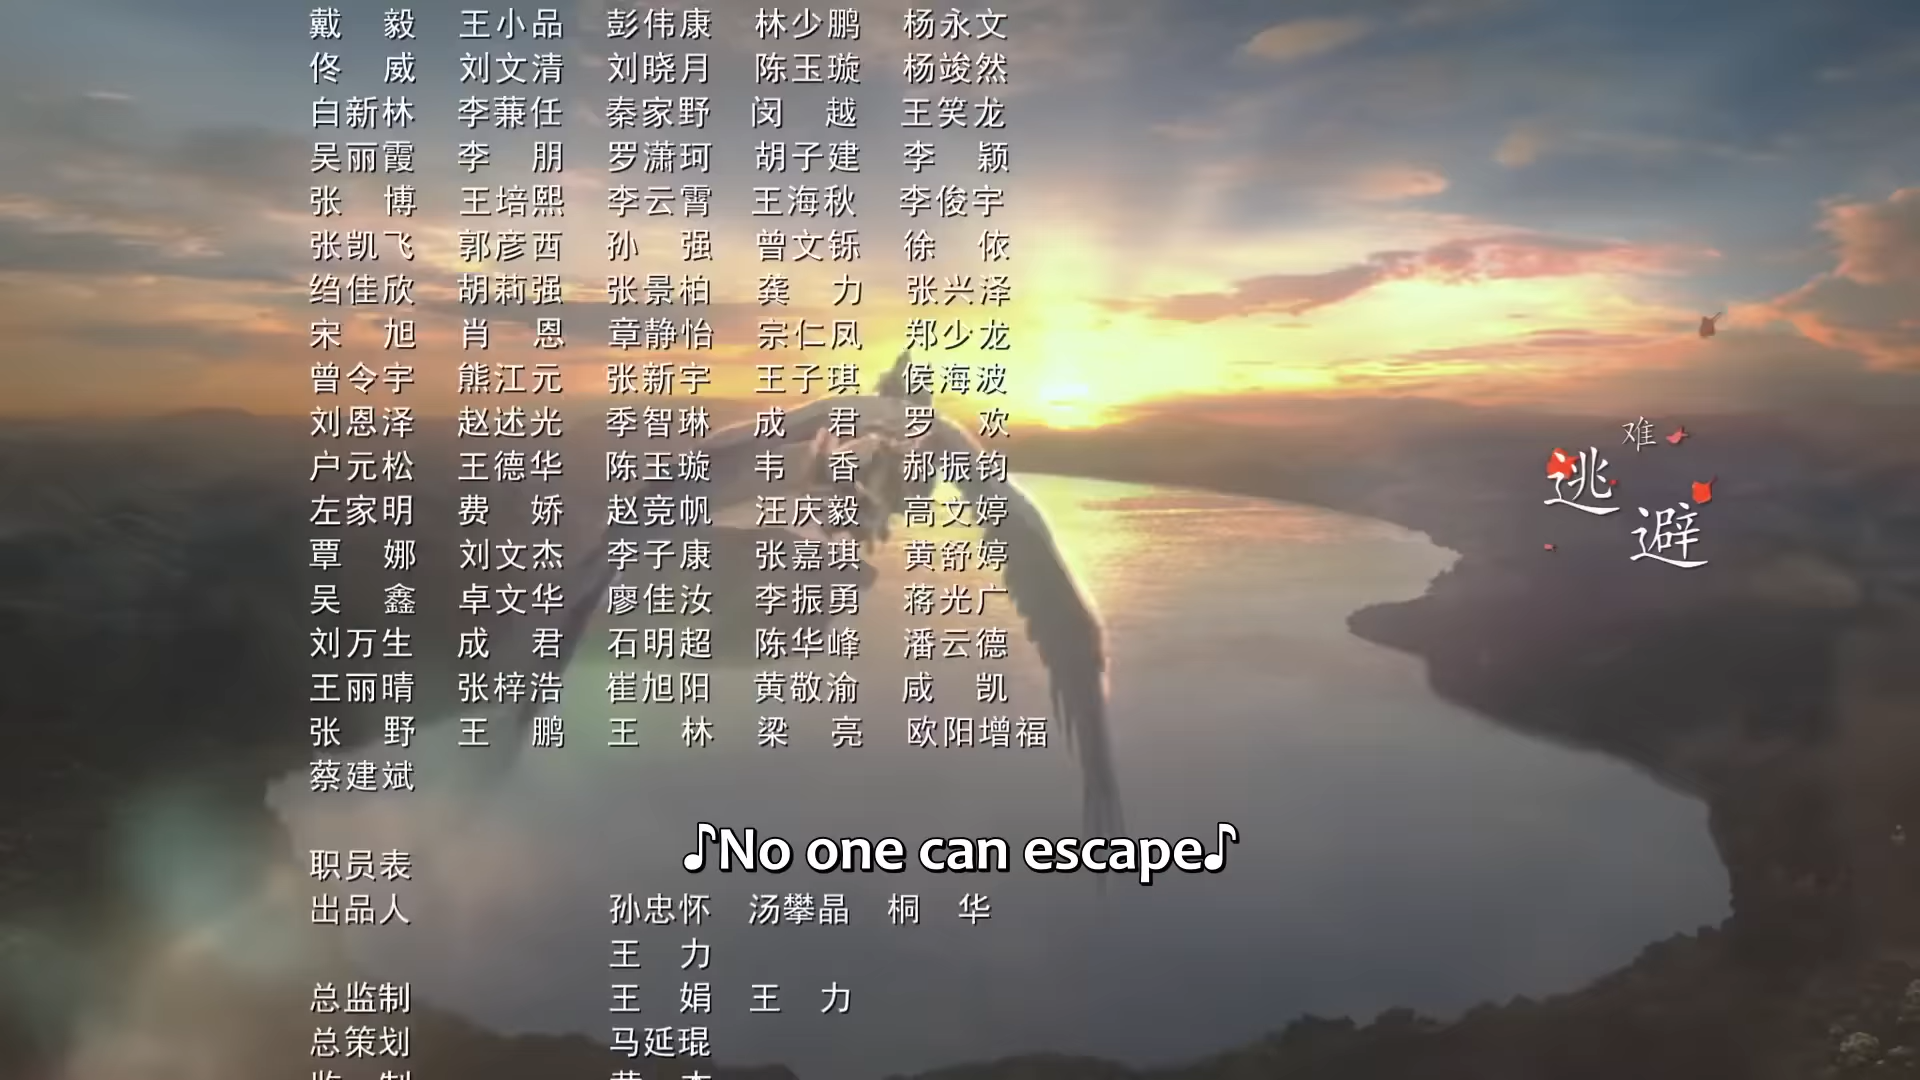 戴 毅 王小品 彭伟康 林少鹏 杨永文
佟 威 刘文清 刘晓月 陈玉璇 杨竣然
白新林 李蒹任 秦家野 闵 越 王笑龙
吴丽霞 李 朋 罗潇珂 胡子建 李 颖
张 博 王培熙 李云霄 王海秋 李俊宇
张凯飞 郭彦西 孙 强 曾文铄 徐 依
绉佳欣 胡莉强 张景柏 龚 力 张兴泽
宋 旭 肖 恩 章静怡 宗仁凤 郑少龙
曾令宇 熊江元 张新宇 王子琪 侯海波
刘恩泽 赵述光 季智琳 成 君 罗 欢
户元松 王德华 陈玉璇 韦 香 郝振钧
左家明 费 娇 赵竞帆 汪庆毅 高文婷
覃 娜 刘文杰 李子康 张嘉琪 黄舒婷
吴 鑫 卓文华 廖佳汝 李振勇 蒋光广
刘万生 成 君 石明超 陈华峰 潘云德
王丽晴 张梓浩 崔旭阳 黄敬渝 咸 凯
张 野 王 鹏 王 林 梁 亮 欧阳增福
蔡建斌
难
逃
避
♪No one can escape♪
职员表
出品人 孙忠怀 汤攀晶 桐 华
王 力
总监制 王 娟 王 力
总策划 马延琨